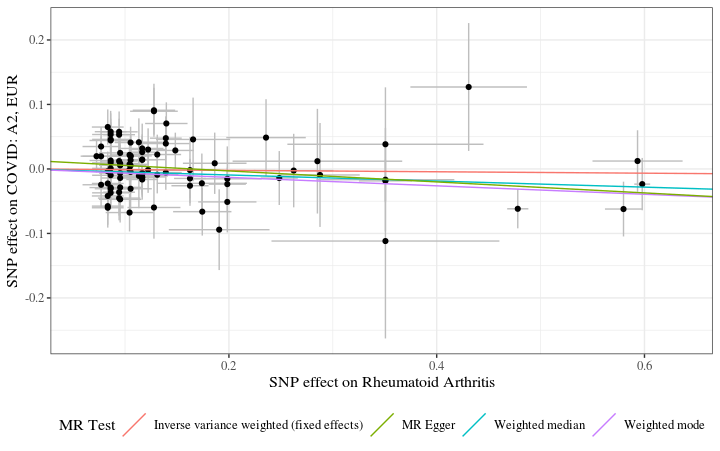 SNP effect on COVID: A2, EUR
0.2
0.1
0.0
-0.1
-0.2
0.2 0.4 0.6
SNP effect on Rheumatoid Arthritis
MR Test Inverse variance weighted (fixed effects) MR Egger Weighted median Weighted mode